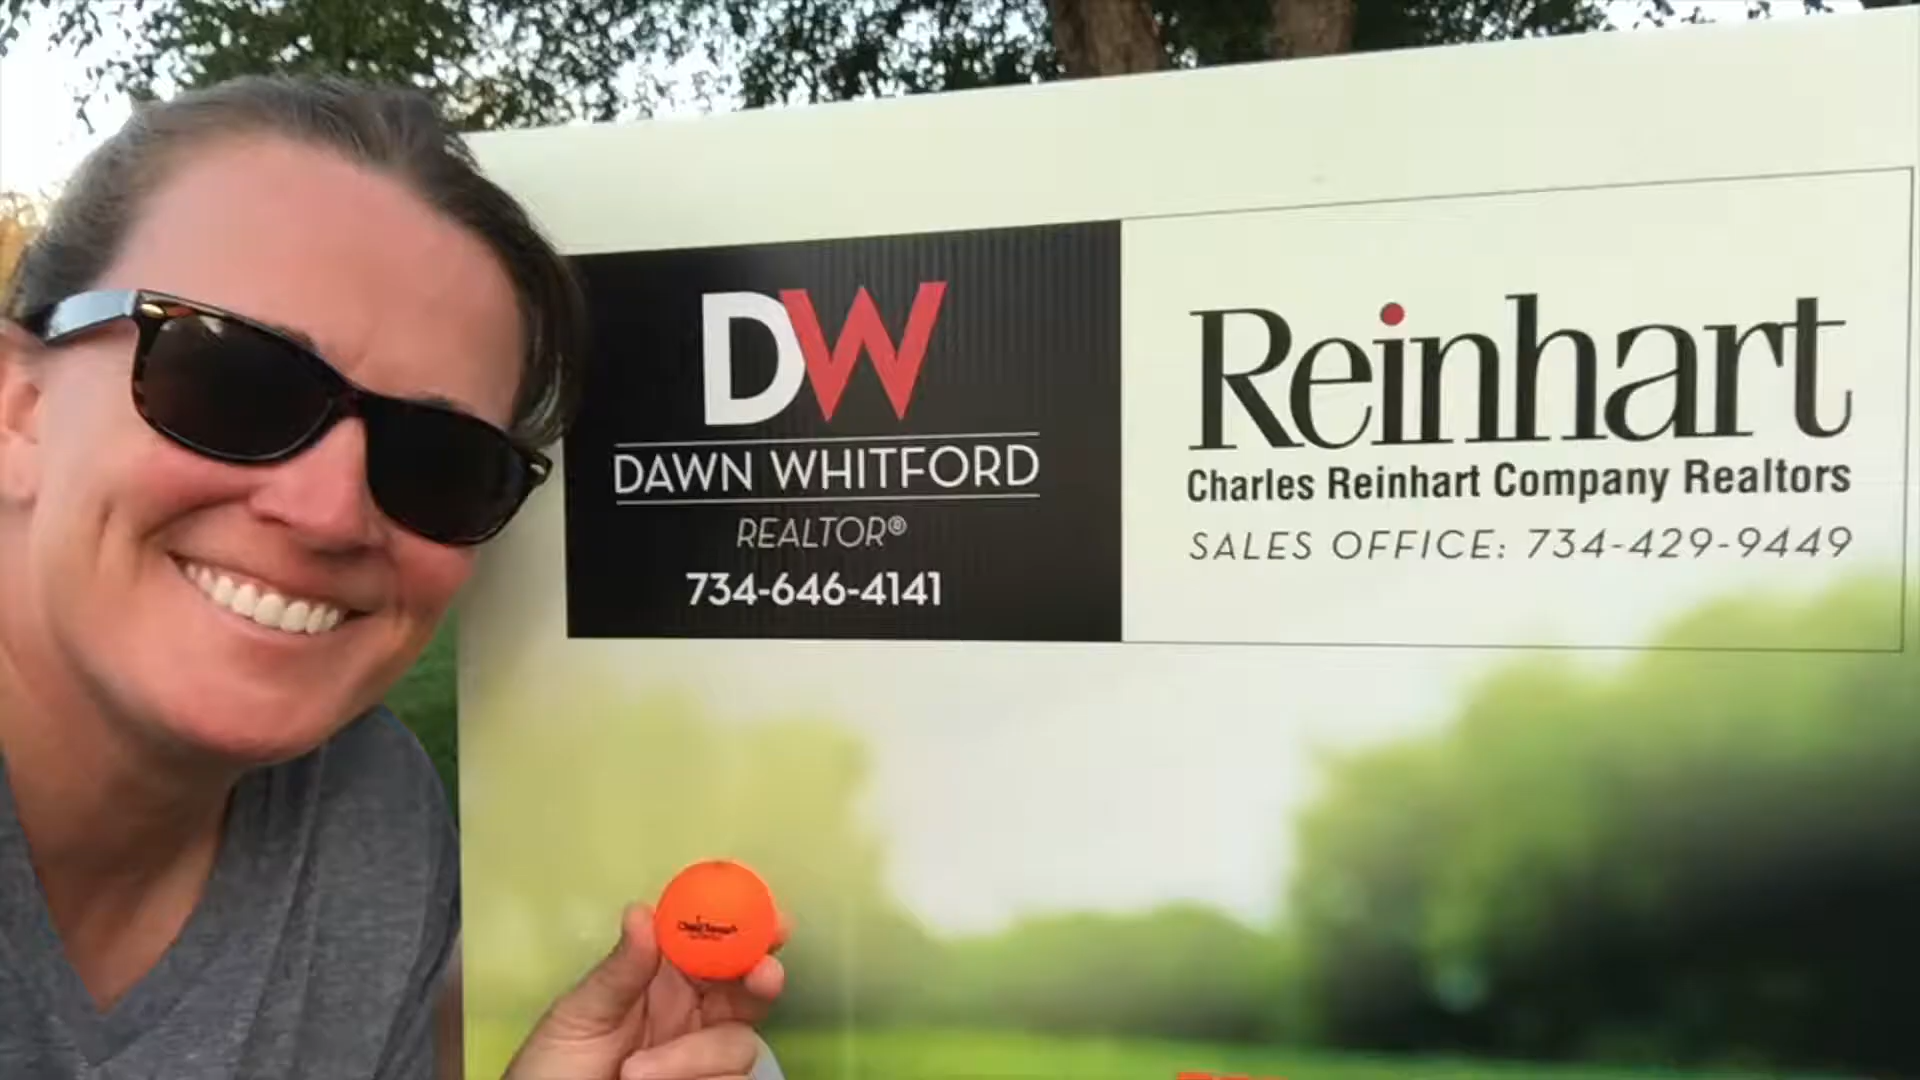 DW
DAWN WHITFORD
REALTOR®
734-646-4141
Reinhart
Charles Reinhart Company Realtors
SALES OFFICE: 734-429-9449